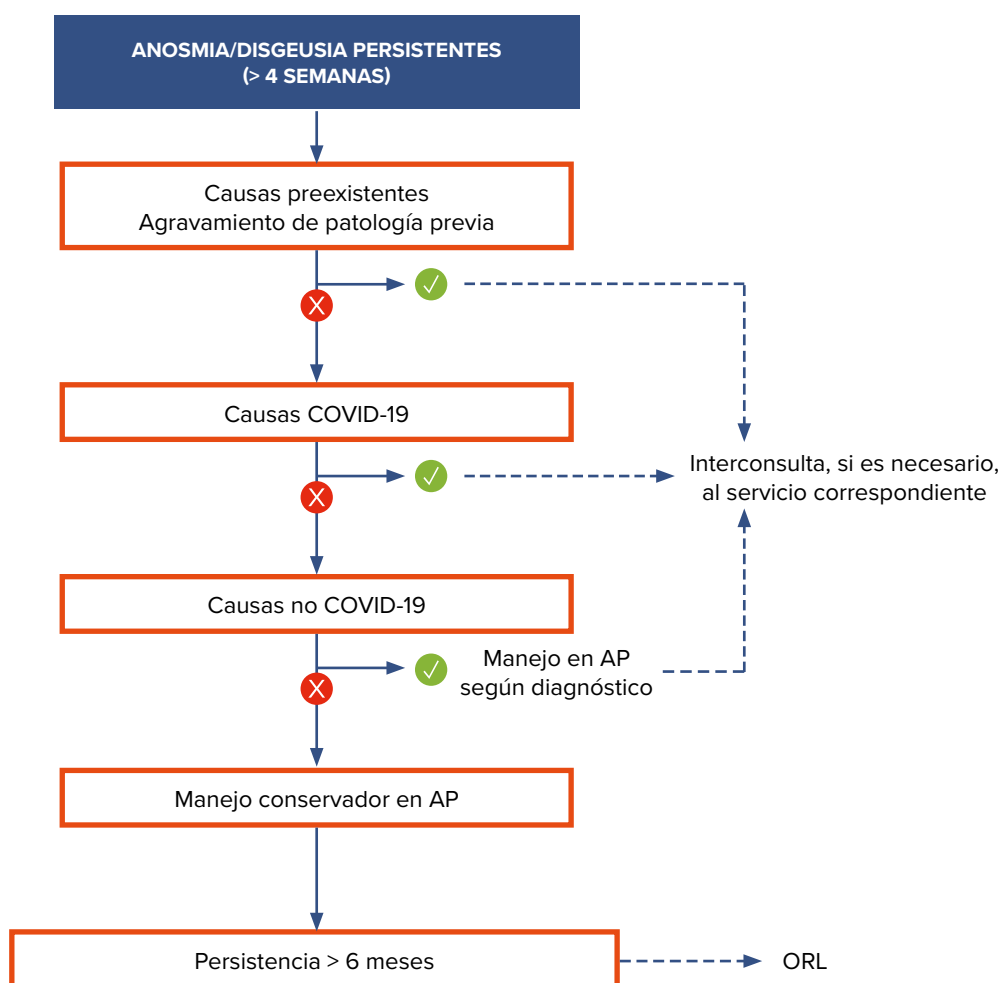 ANOSMIA/DISGEUSIA PERSISTENTES
(> 4 SEMANAS)
Causas preexistentes
Agravamiento de patología previa
Causas COVID-19
Interconsulta, si es necesario,
al servicio correspondiente
Causas no COVID-19
Manejo en AP
según diagnóstico
Manejo conservador en AP
Persistencia > 6 meses
ORL